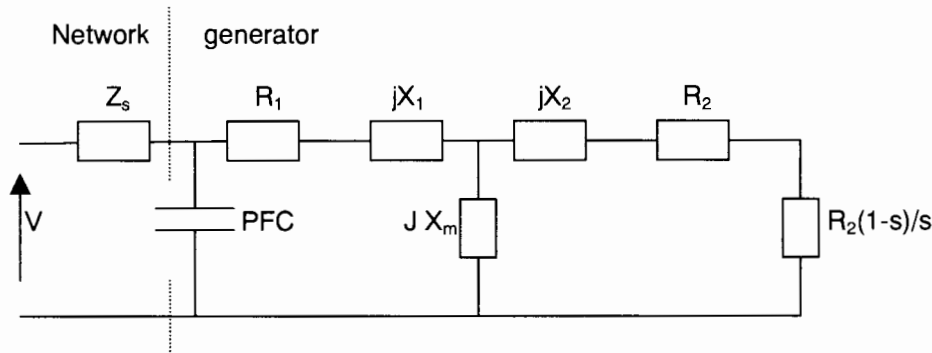 Network generator
Zₛ R₁ jX₁ jX₂ R₂
V PFC J Xₘ R₂(1-s)/s